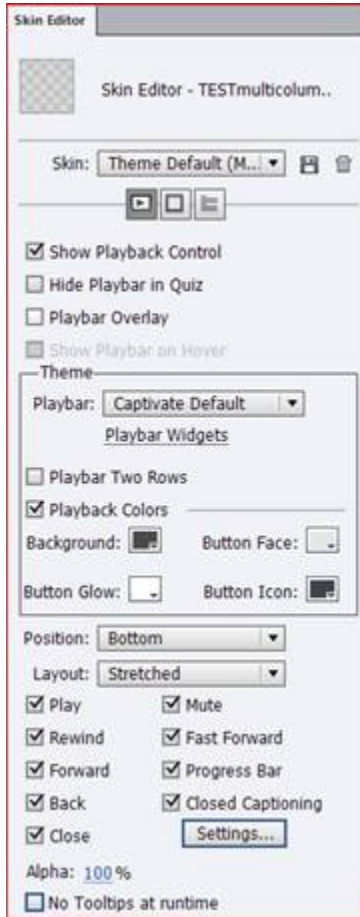 Skin Editor
Skin Editor - TESTmulticolum..
Skin: Theme Default (M...
Show Playback Control
Hide Playbar in Quiz
Playbar Overlay
Show Playbar on Hover
Theme
Playbar: Captivate Default
Playbar Widgets
Playbar Two Rows
Playback Colors
Background: Button Face:
Button Glow: Button Icon:
Position: Bottom
Layout: Stretched
Play Mute
Rewind Fast Forward
Forward Progress Bar
Back Closed Captioning
Close Settings...
Alpha: 100 %
No Tooltips at runtime